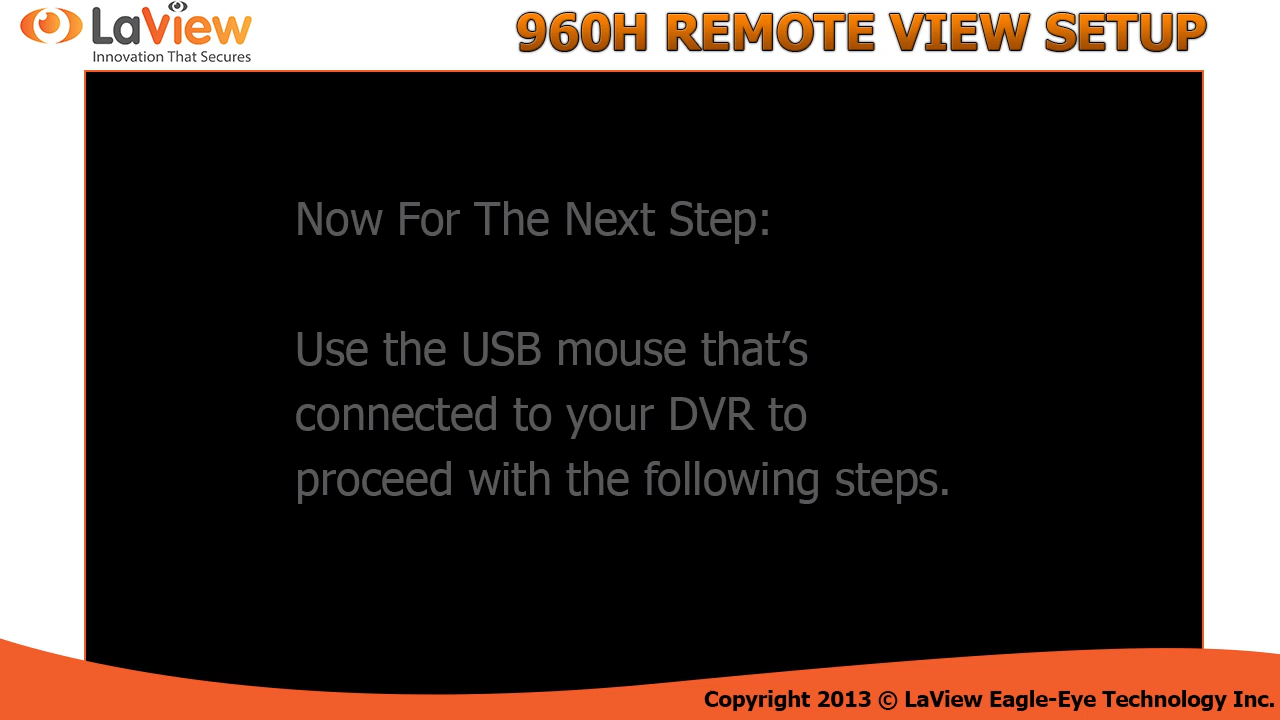 LaView
Innovation That Secures
960H REMOTE VIEW SETUP
Now For The Next Step:
Use the USB mouse that’s
connected to your DVR to
proceed with the following steps.
Copyright 2013 © LaView Eagle-Eye Technology Inc.